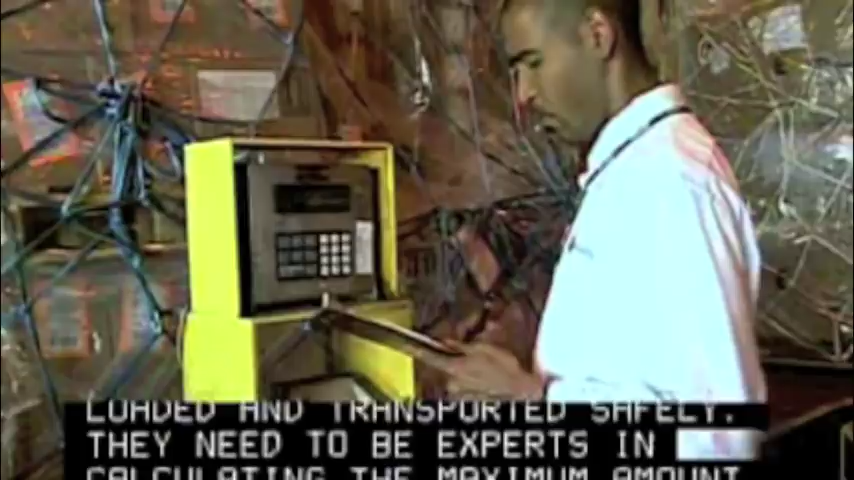 LOADED AND TRANSPORTED SAFELY.
THEY NEED TO BE EXPERTS IN
CALCULATING THE MAXIMUM AMOUNT